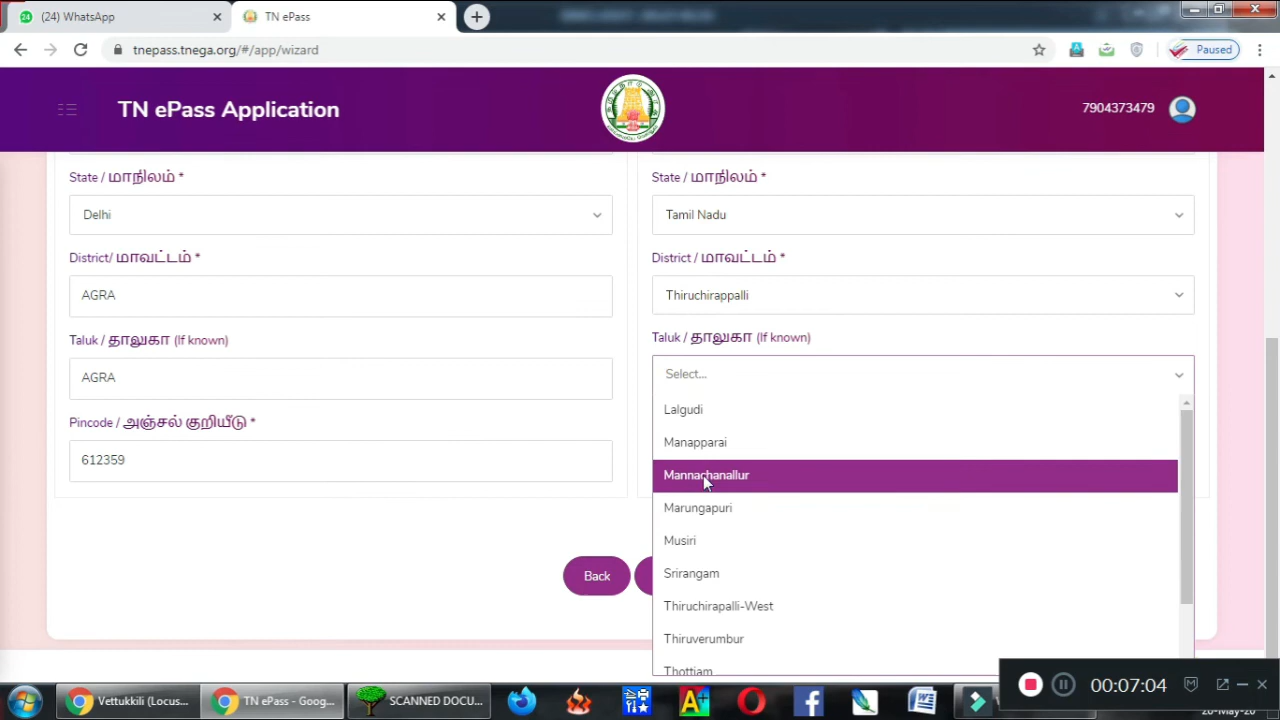 (24) WhatsApp
TN ePass
tnepass.tnega.org/#/app/wizard
Paused
TN ePass Application
7904373479
State / மாநிலம் *
Delhi
District/ மாவட்டம் *
AGRA
Taluk / தாலுகா (If known)
AGRA
Pincode / அஞ்சல் குறியீடு *
612359
State / மாநிலம் *
Tamil Nadu
District / மாவட்டம் *
Thiruchirappalli
Taluk / தாலுகா (If known)
Select...
Lalgudi
Manapparai
Mannachanallur
Marungapuri
Musiri
Srirangam
Thiruchirapalli-West
Thiruverumbur
Thottiam
Back
00:07:04
Vettukkili (Locus...
TN ePass - Goog...
SCANNED DOCU...